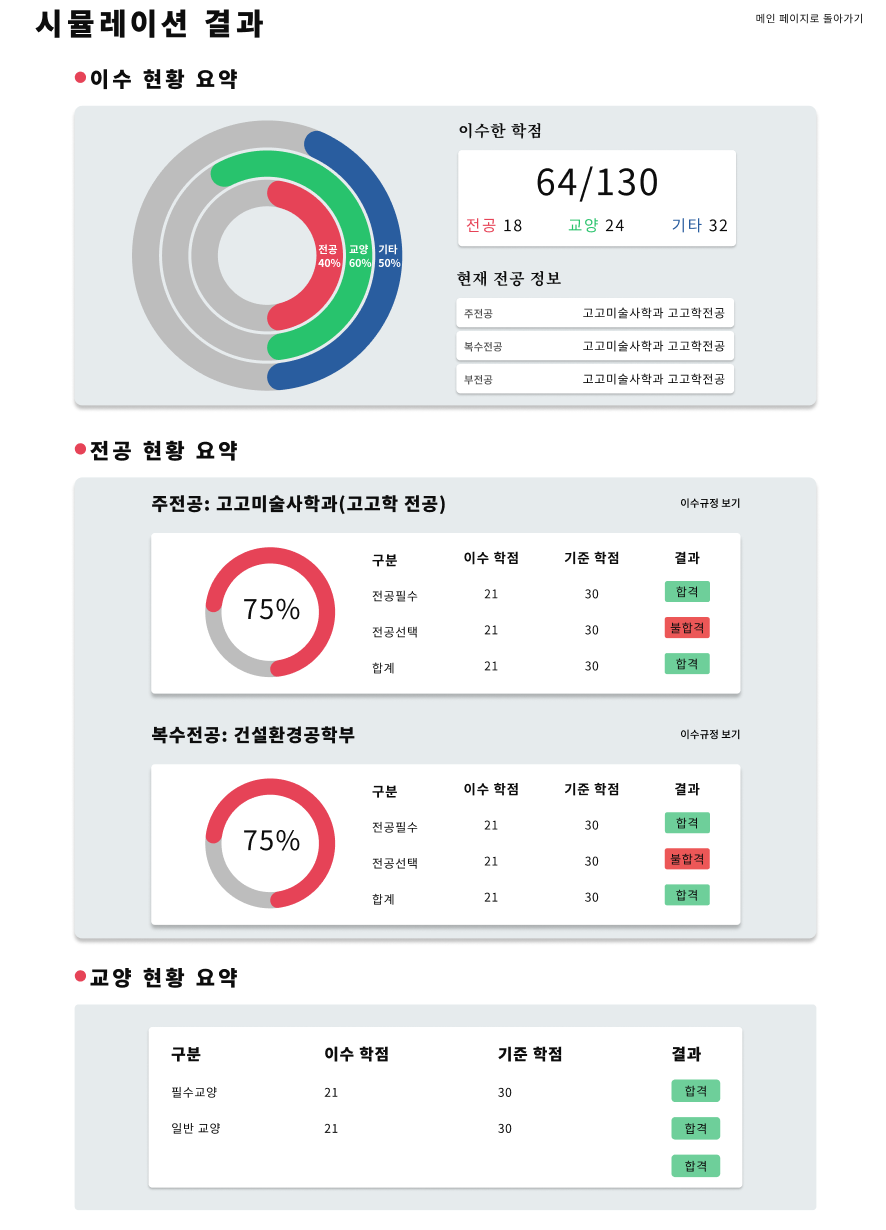 시뮬레이션 결과
메인 페이지로 돌아가기
이수 현황 요약
전공 40%
교양 60%
기타 50%
이수한 학점
64/130
전공 18 교양 24 기타 32
현재 전공 정보
주전공 고고미술사학과 고고학전공
복수전공 고고미술사학과 고고학전공
부전공 고고미술사학과 고고학전공
전공 현황 요약
주전공: 고고미술사학과(고고학 전공)
이수규정 보기
75%
구분 이수 학점 기준 학점 결과
전공필수 21 30 합격
전공선택 21 30 불합격
합계 21 30 합격
복수전공: 건설환경공학부
이수규정 보기
75%
구분 이수 학점 기준 학점 결과
전공필수 21 30 합격
전공선택 21 30 불합격
합계 21 30 합격
교양 현황 요약
구분 이수 학점 기준 학점 결과
필수교양 21 30 합격
일반 교양 21 30 합격
합격